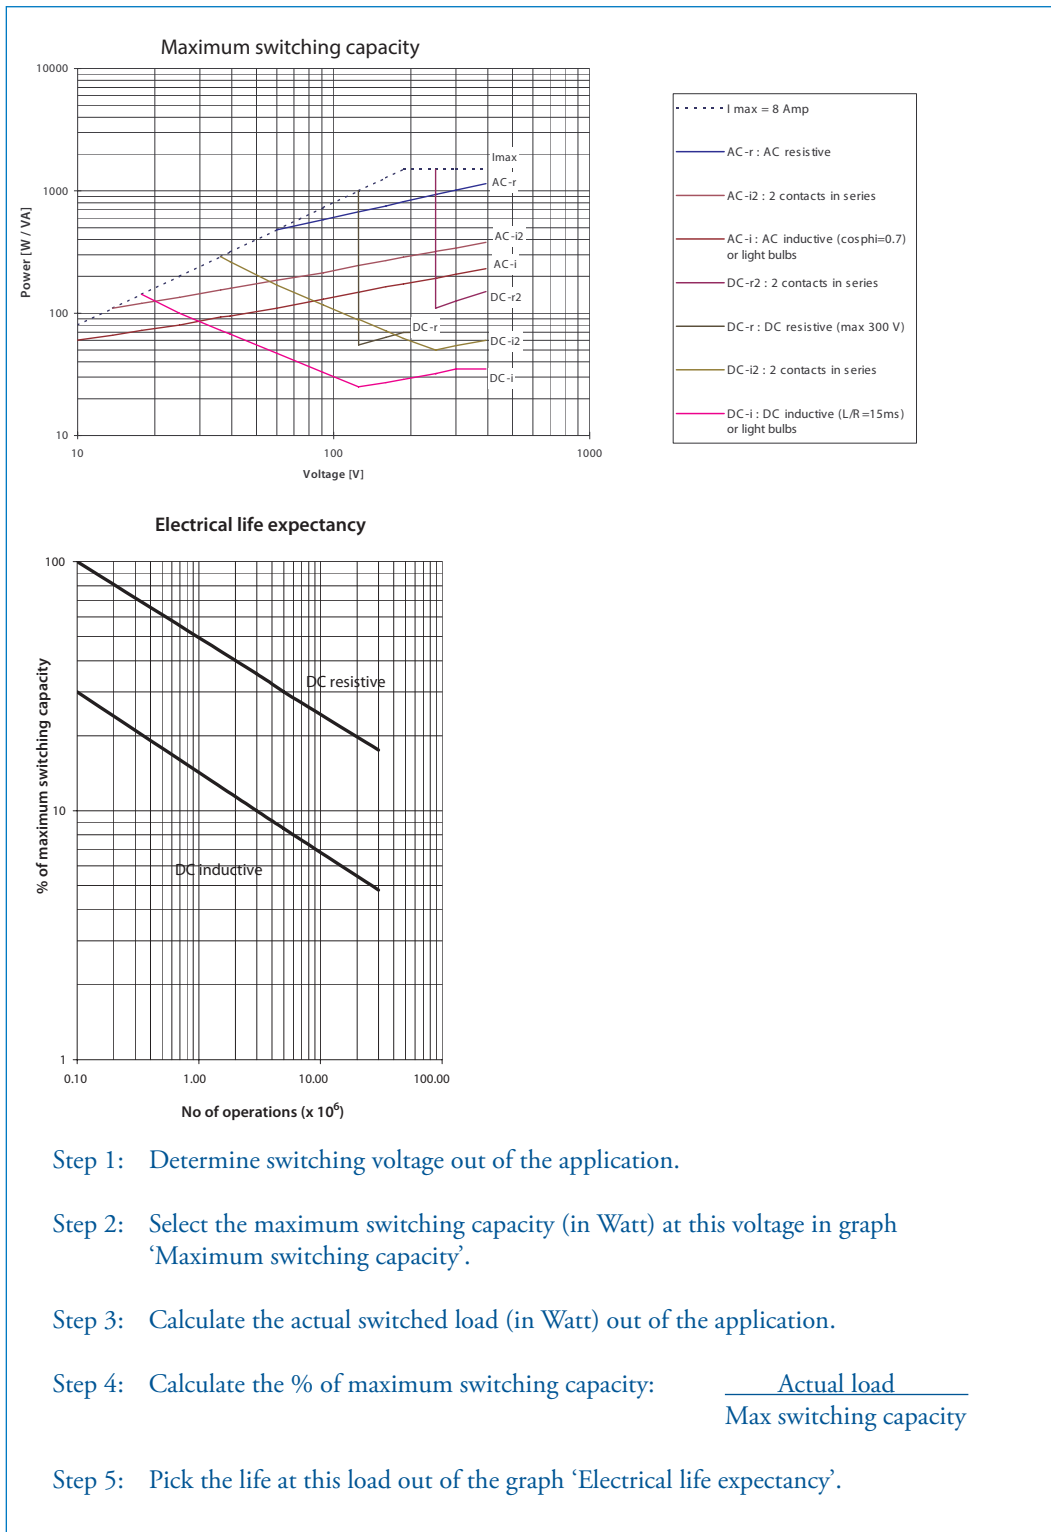 Maximum switching capacity
10000
1000
100
10
10
100
1000
Power [W / VA]
Voltage [V]
Imax
AC-r
AC-i2
AC-i
DC-r2
DC-r
DC-i2
DC-i
I max = 8 Amp
AC-r : AC resistive
AC-i2 : 2 contacts in series
AC-i : AC inductive (cosphi=0.7)
or light bulbs
DC-r2 : 2 contacts in series
DC-r : DC resistive (max 300 V)
DC-i2 : 2 contacts in series
DC-i : DC inductive (L/R=15ms)
or light bulbs
Electrical life expectancy
100
10
1
0.10
1.00
10.00
100.00
% of maximum switching capacity
DC resistive
DC inductive
No of operations (x 10⁶)
Step 1: Determine switching voltage out of the application.
Step 2: Select the maximum switching capacity (in Watt) at this voltage in graph
‘Maximum switching capacity’.
Step 3: Calculate the actual switched load (in Watt) out of the application.
Step 4: Calculate the % of maximum switching capacity: Actual load
Max switching capacity
Step 5: Pick the life at this load out of the graph ‘Electrical life expectancy’.